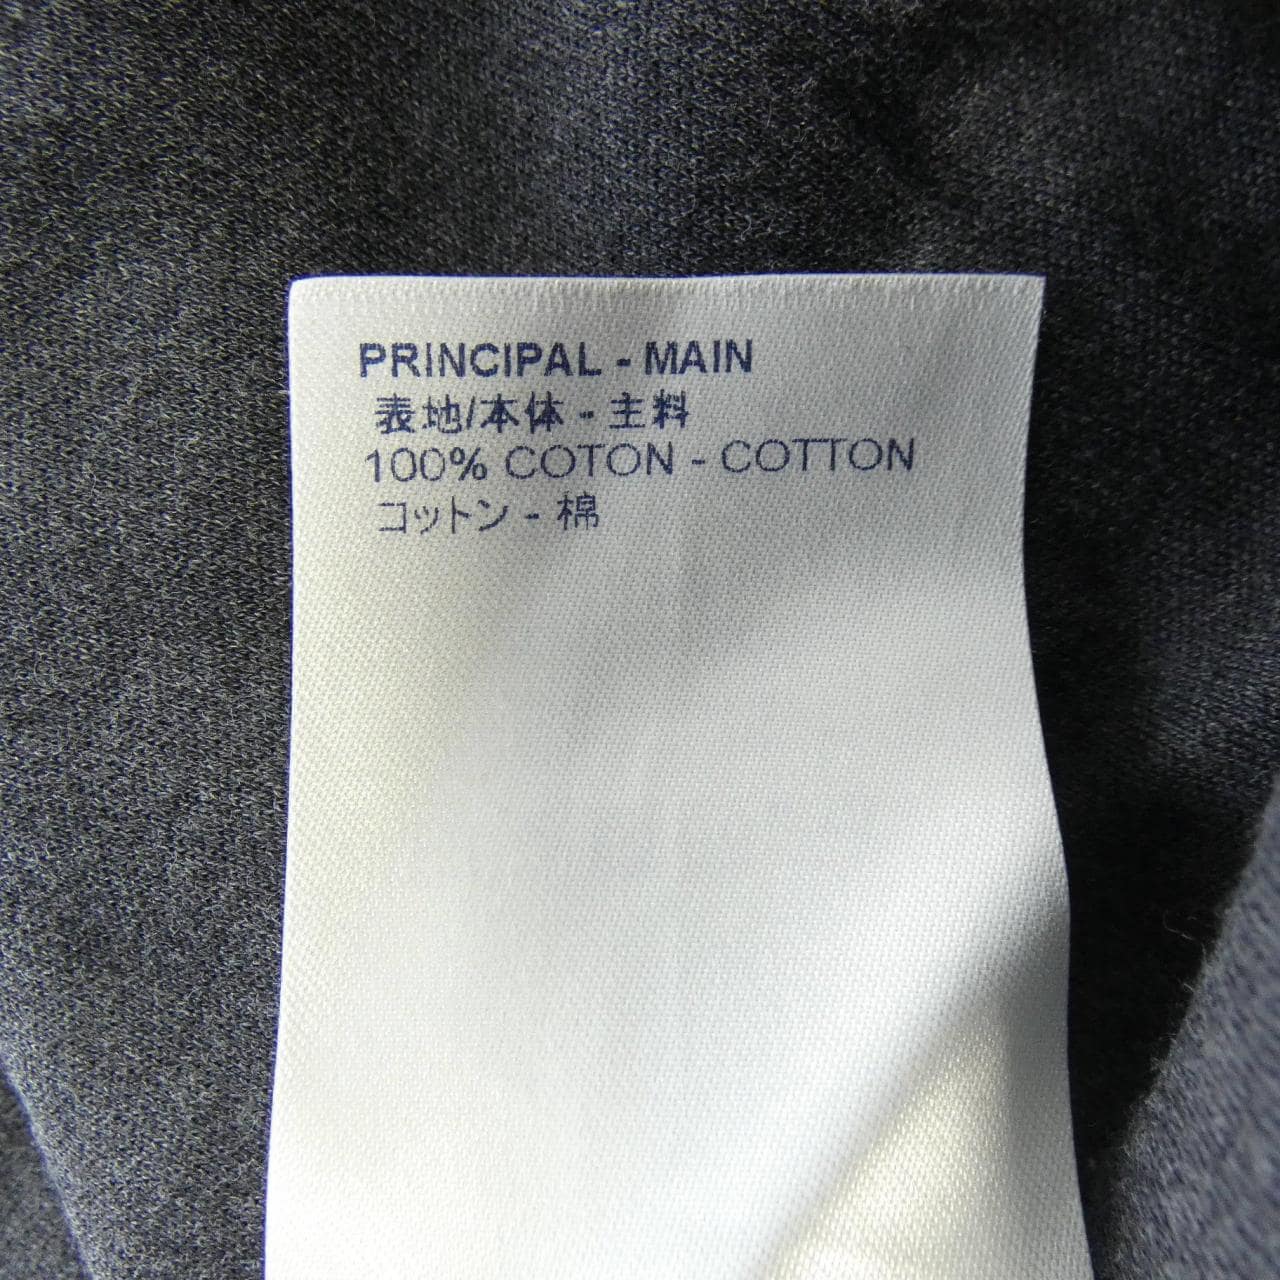 PRINCIPAL - MAIN
表地/本体 - 主料
100% COTON - COTTON
コットン - 棉